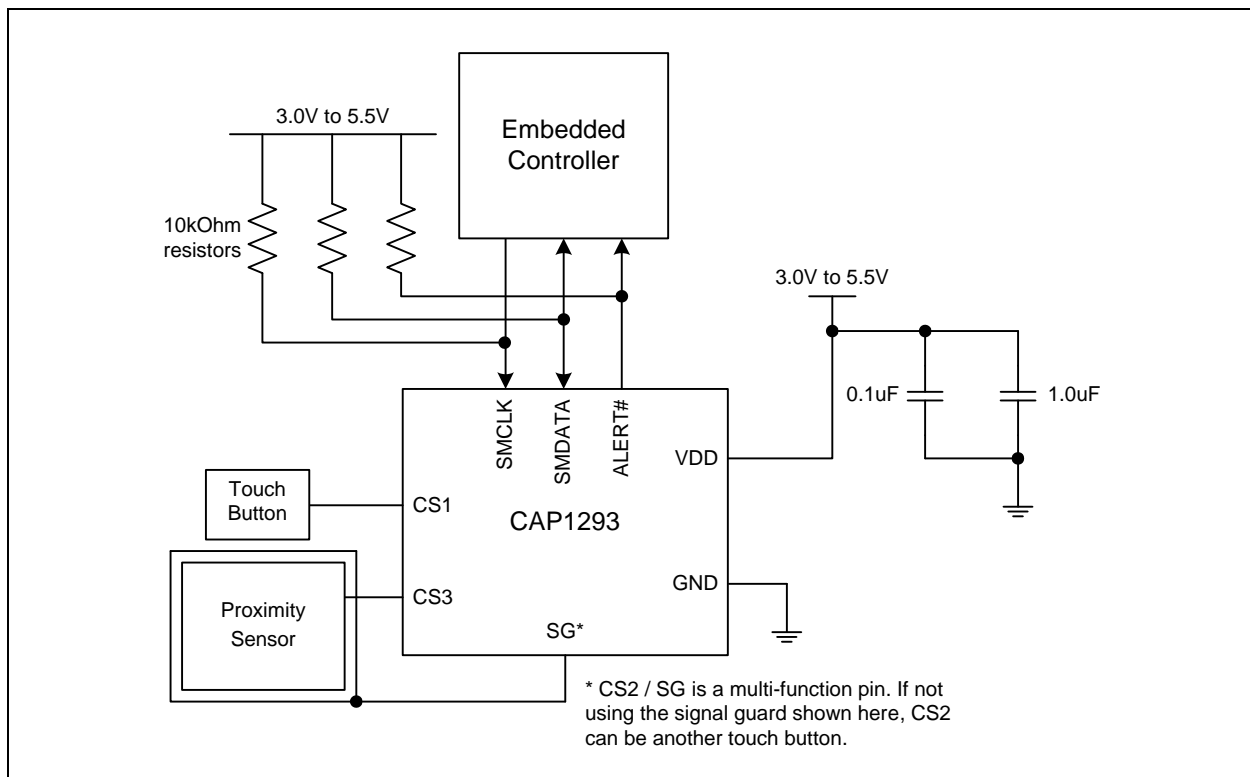 3.0V to 5.5V
Embedded
Controller
10kOhm
resistors
3.0V to 5.5V
0.1uF
1.0uF
SMCLK
SMDATA
ALERT#
VDD
Touch
Button
CS1
CAP1293
Proximity
Sensor
CS3
GND
SG*
* CS2 / SG is a multi-function pin. If not
using the signal guard shown here, CS2
can be another touch button.